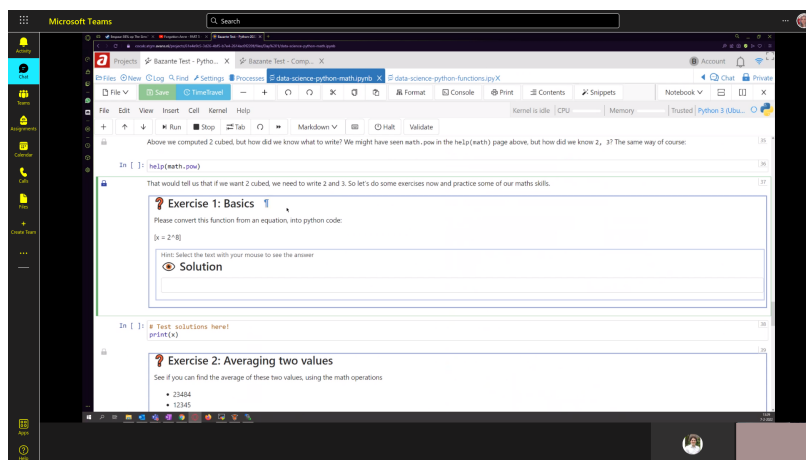 Microsoft Teams
Search
Activity
Chat
Teams
Assignments
Calendar
Calls
Files
Create Team
Apps
Help
Projects
Bazante Test - Pytho... X
Bazante Test - Comp... X
Account
Files New Log Find Settings Processes data-science-python-math.ipynb X data-science-python-functions.ipy X
Chat Private
File Save TimeTravel Format Console Print Contents Snippets Notebook
File Edit View Insert Cell Kernel Help
Kernel is idle CPU Memory Trusted Python 3 (Ubu...
Run Stop Tab Markdown Halt Validate
Above we computed 2 cubed, but how did we know what to write? We might have seen math.pow in the help(math) page above, but how did we know 2, 3? The same way of course:
35
In [ ]: help(math.pow)
36
That would tell us that if we want 2 cubed, we need to write 2 and 3. So let's do some exercises now and practice some of our maths skills.
37
Exercise 1: Basics ¶
Please convert this function from an equation, into python code:
[x = 2^8]
Hint: Select the text with your mouse to see the answer
Solution
In [ ]: # Test solutions here!
print(x)
38
39
Exercise 2: Averaging two values
See if you can find the average of these two values, using the math operations
• 23484
• 12345